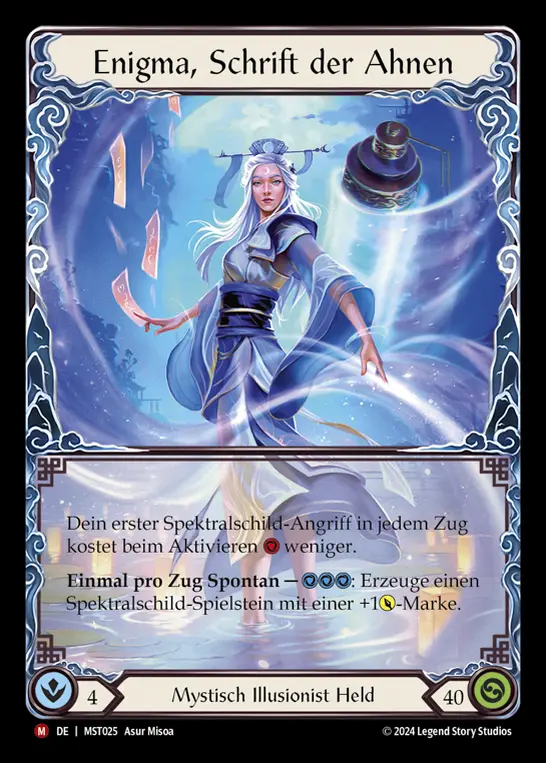 Enigma, Schrift der Ahnen
Dein erster Spektralschild-Angriff in jedem Zug
kostet beim Aktivieren weniger.
Einmal pro Zug Spontan — : Erzeuge einen
Spektralschild-Spielstein mit einer +1 -Marke.
4 Mystisch Illusionist Held 40
M DE | MST025 Asur Misoa © 2024 Legend Story Studios